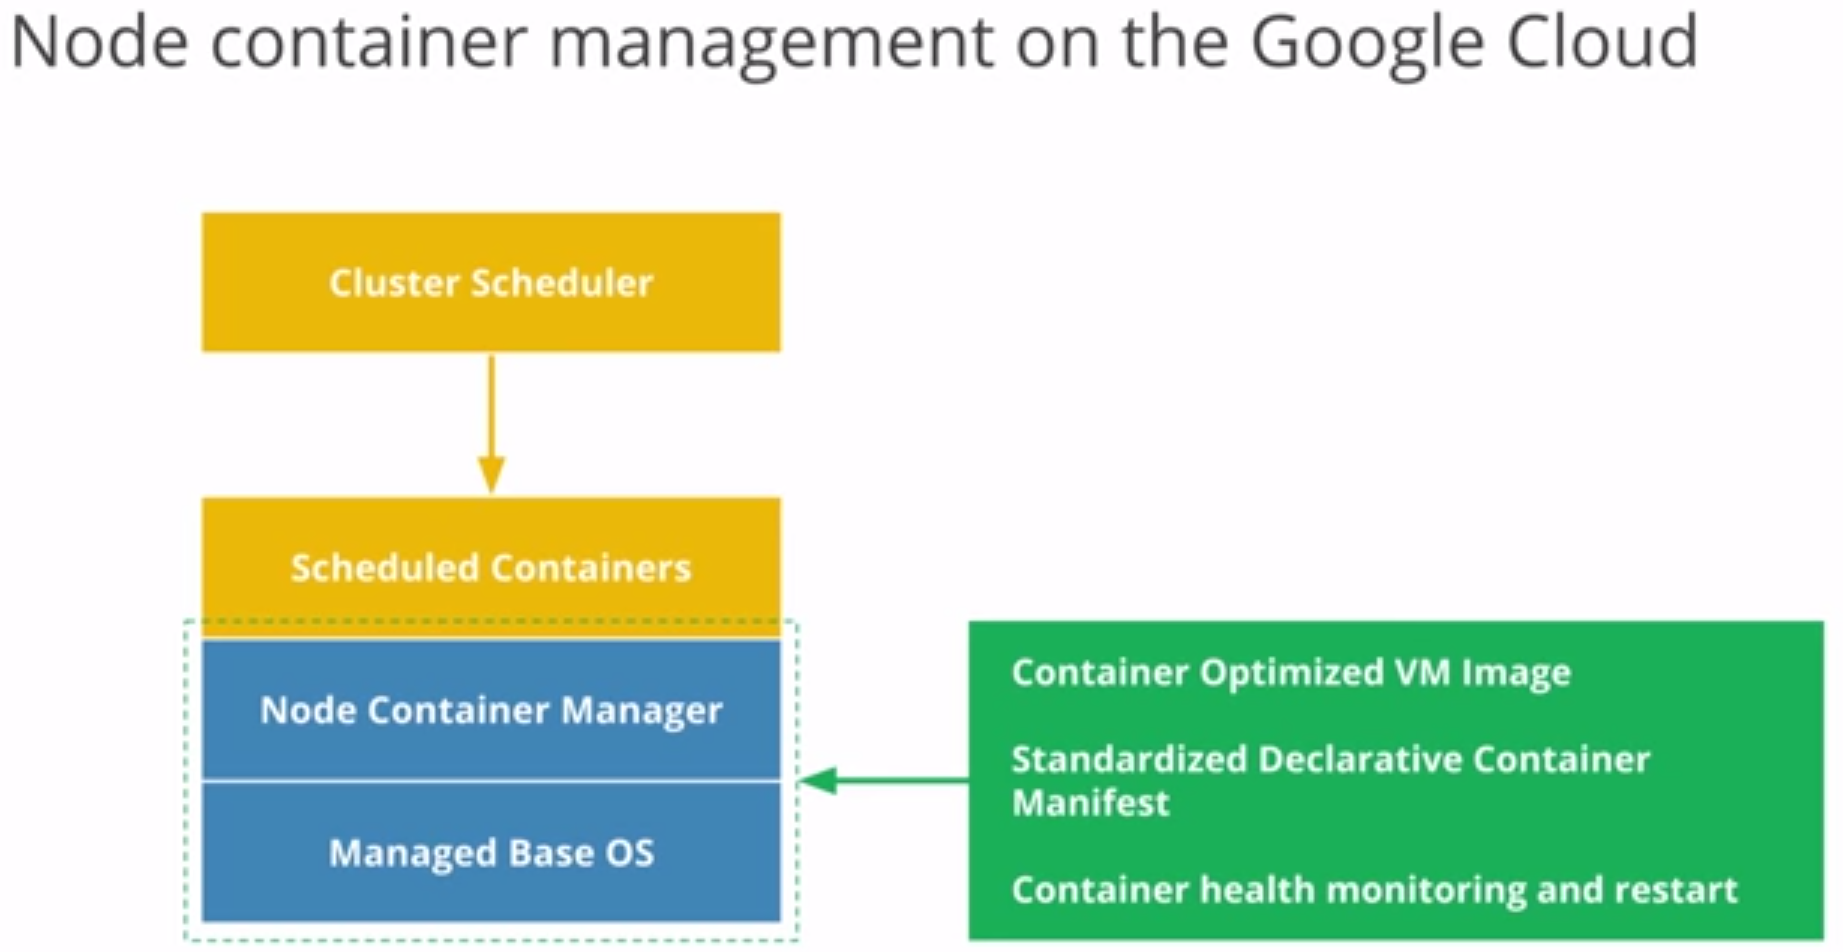 Node container management on the Google Cloud
Cluster Scheduler
Scheduled Containers
Node Container Manager
Managed Base OS
Container Optimized VM Image
Standardized Declarative Container
Manifest
Container health monitoring and restart